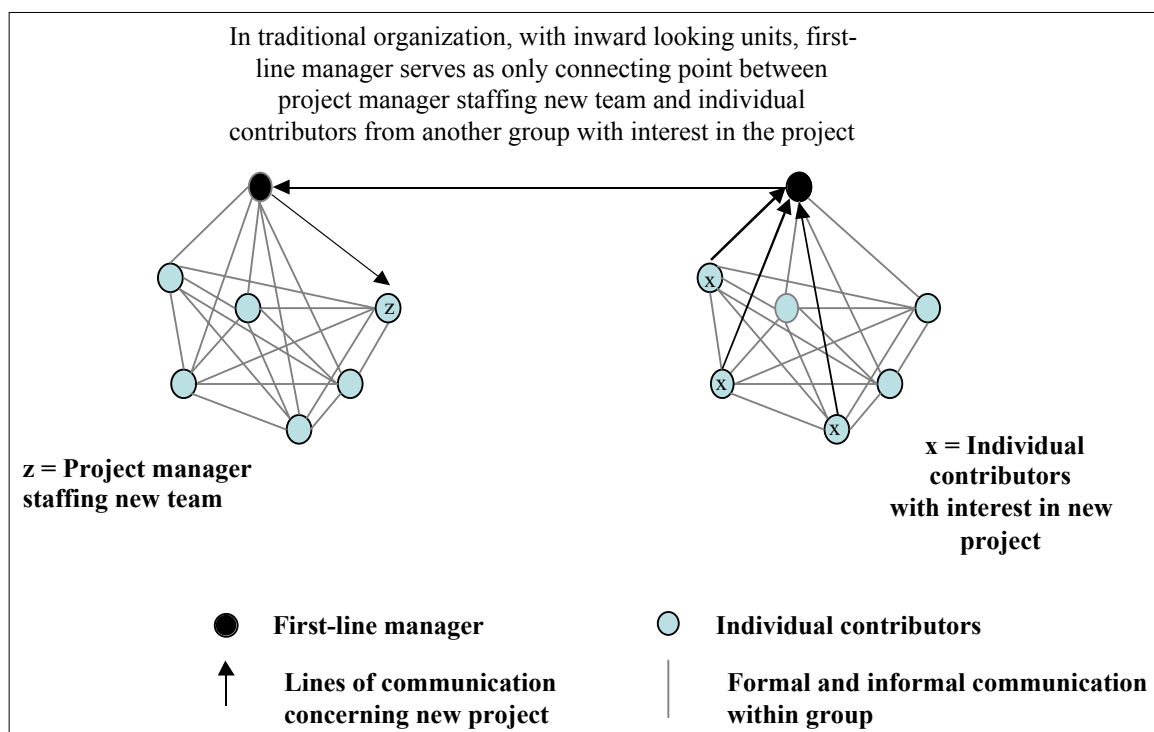 In traditional organization, with inward looking units, first-
line manager serves as only connecting point between
project manager staffing new team and individual
contributors from another group with interest in the project
x
z
x
x
z = Project manager
staffing new team
x = Individual
contributors
with interest in new
project
First-line manager
Individual contributors
Lines of communication
concerning new project
Formal and informal communication
within group